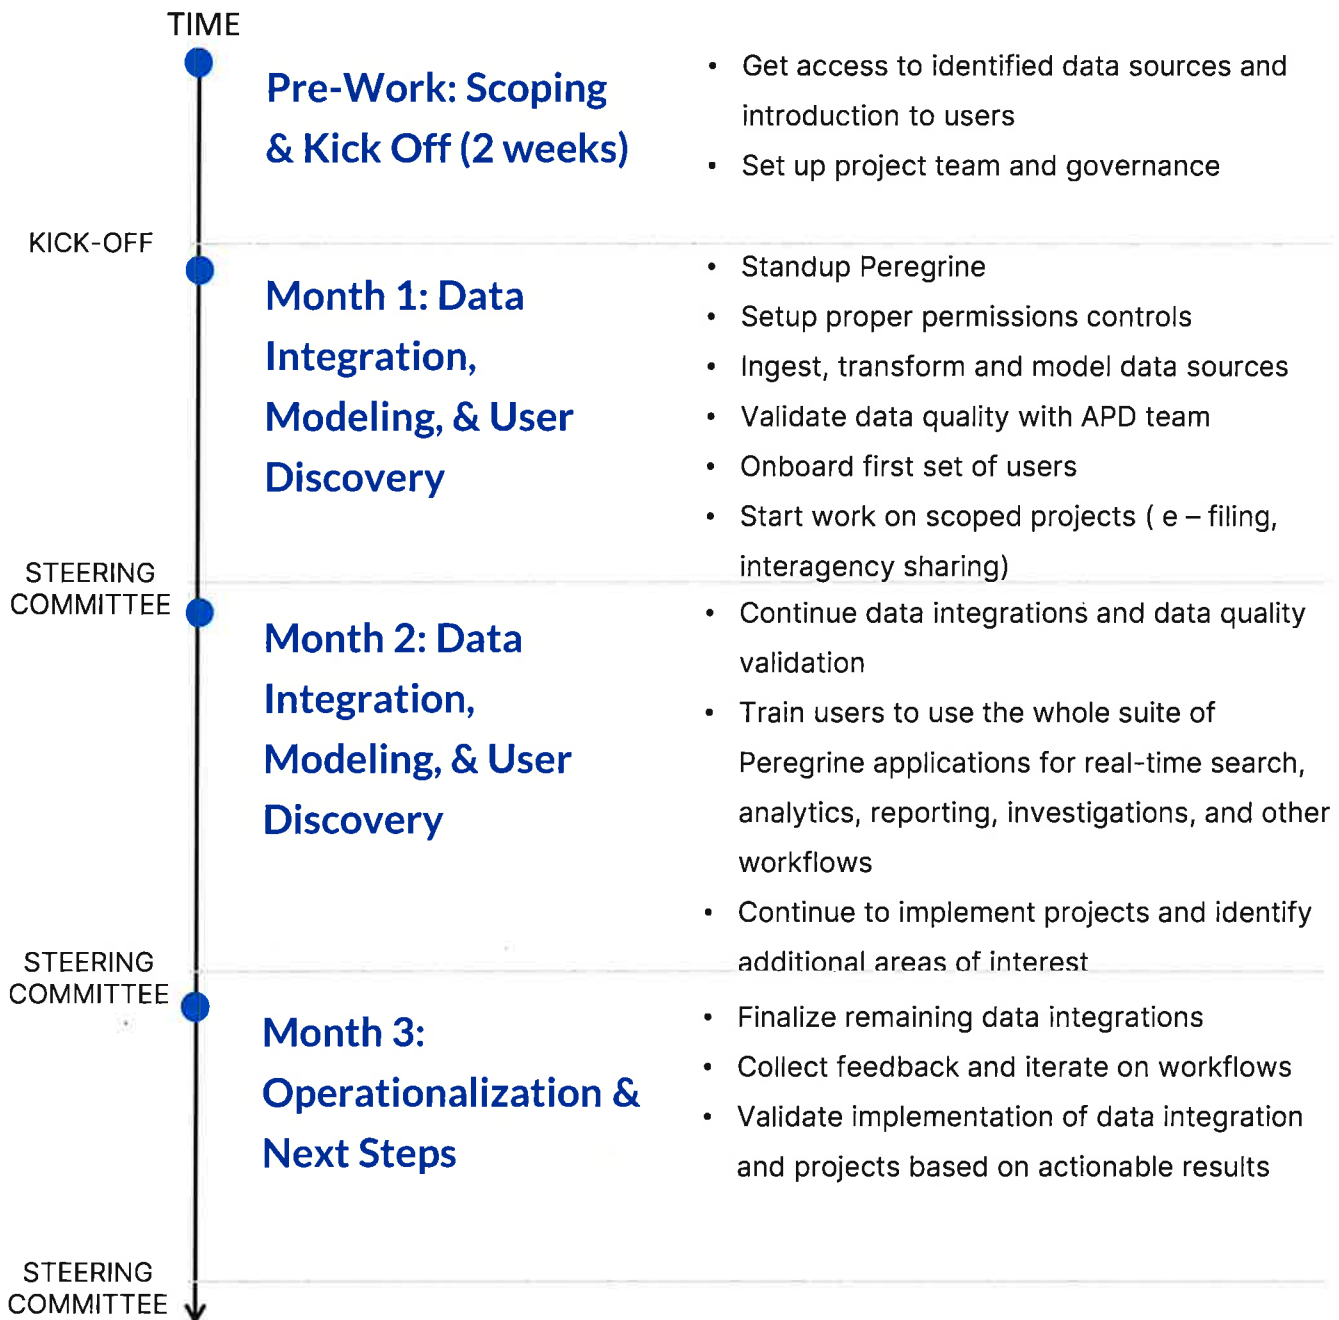 TIME
Pre-Work: Scoping
& Kick Off (2 weeks)
• Get access to identified data sources and
introduction to users
• Set up project team and governance
KICK-OFF
Month 1: Data
Integration,
Modeling, & User
Discovery
• Standup Peregrine
• Setup proper permissions controls
• Ingest, transform and model data sources
• Validate data quality with APD team
• Onboard first set of users
• Start work on scoped projects ( e – filing,
interagency sharing)
STEERING
COMMITTEE
Month 2: Data
Integration,
Modeling, & User
Discovery
• Continue data integrations and data quality
validation
• Train users to use the whole suite of
Peregrine applications for real-time search,
analytics, reporting, investigations, and other
workflows
• Continue to implement projects and identify
additional areas of interest
STEERING
COMMITTEE
Month 3:
Operationalization &
Next Steps
• Finalize remaining data integrations
• Collect feedback and iterate on workflows
• Validate implementation of data integration
and projects based on actionable results
STEERING
COMMITTEE